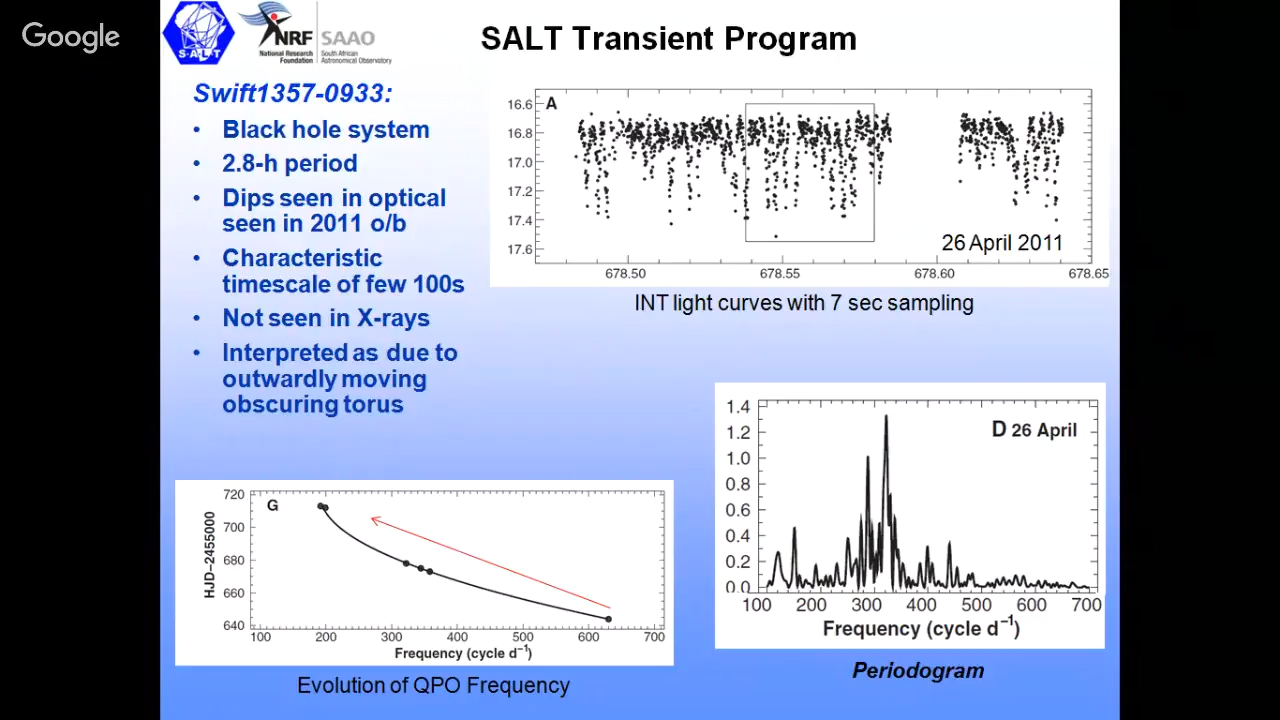 Google
SALT
NRF
National Research
Foundation
SAAO
South African
Astronomical Observatory
SALT Transient Program
Swift1357-0933:
• Black hole system
• 2.8-h period
• Dips seen in optical
seen in 2011 o/b
• Characteristic
timescale of few 100s
• Not seen in X-rays
• Interpreted as due to
outwardly moving
obscuring torus
A
16.6
16.8
17.0
17.2
17.4
17.6
26 April 2011
678.50 678.55 678.60 678.65
INT light curves with 7 sec sampling
G
720
700
680
660
640
HJD−2455000
100 200 300 400 500 600 700
Frequency (cycle d⁻¹)
Evolution of QPO Frequency
D 26 April
1.4
1.2
1.0
0.8
0.6
0.4
0.2
0.0
100 200 300 400 500 600 700
Frequency (cycle d⁻¹)
Periodogram